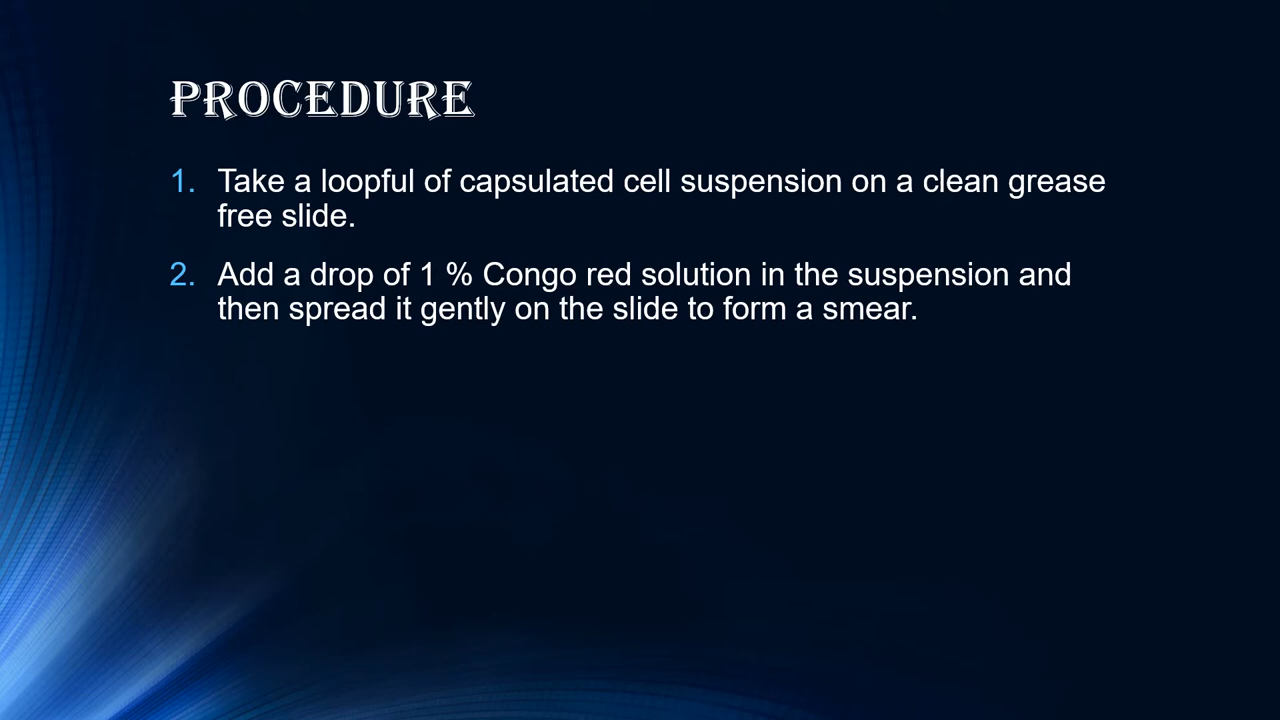 PROCEDURE
1. Take a loopful of capsulated cell suspension on a clean grease
free slide.
2. Add a drop of 1 % Congo red solution in the suspension and
then spread it gently on the slide to form a smear.